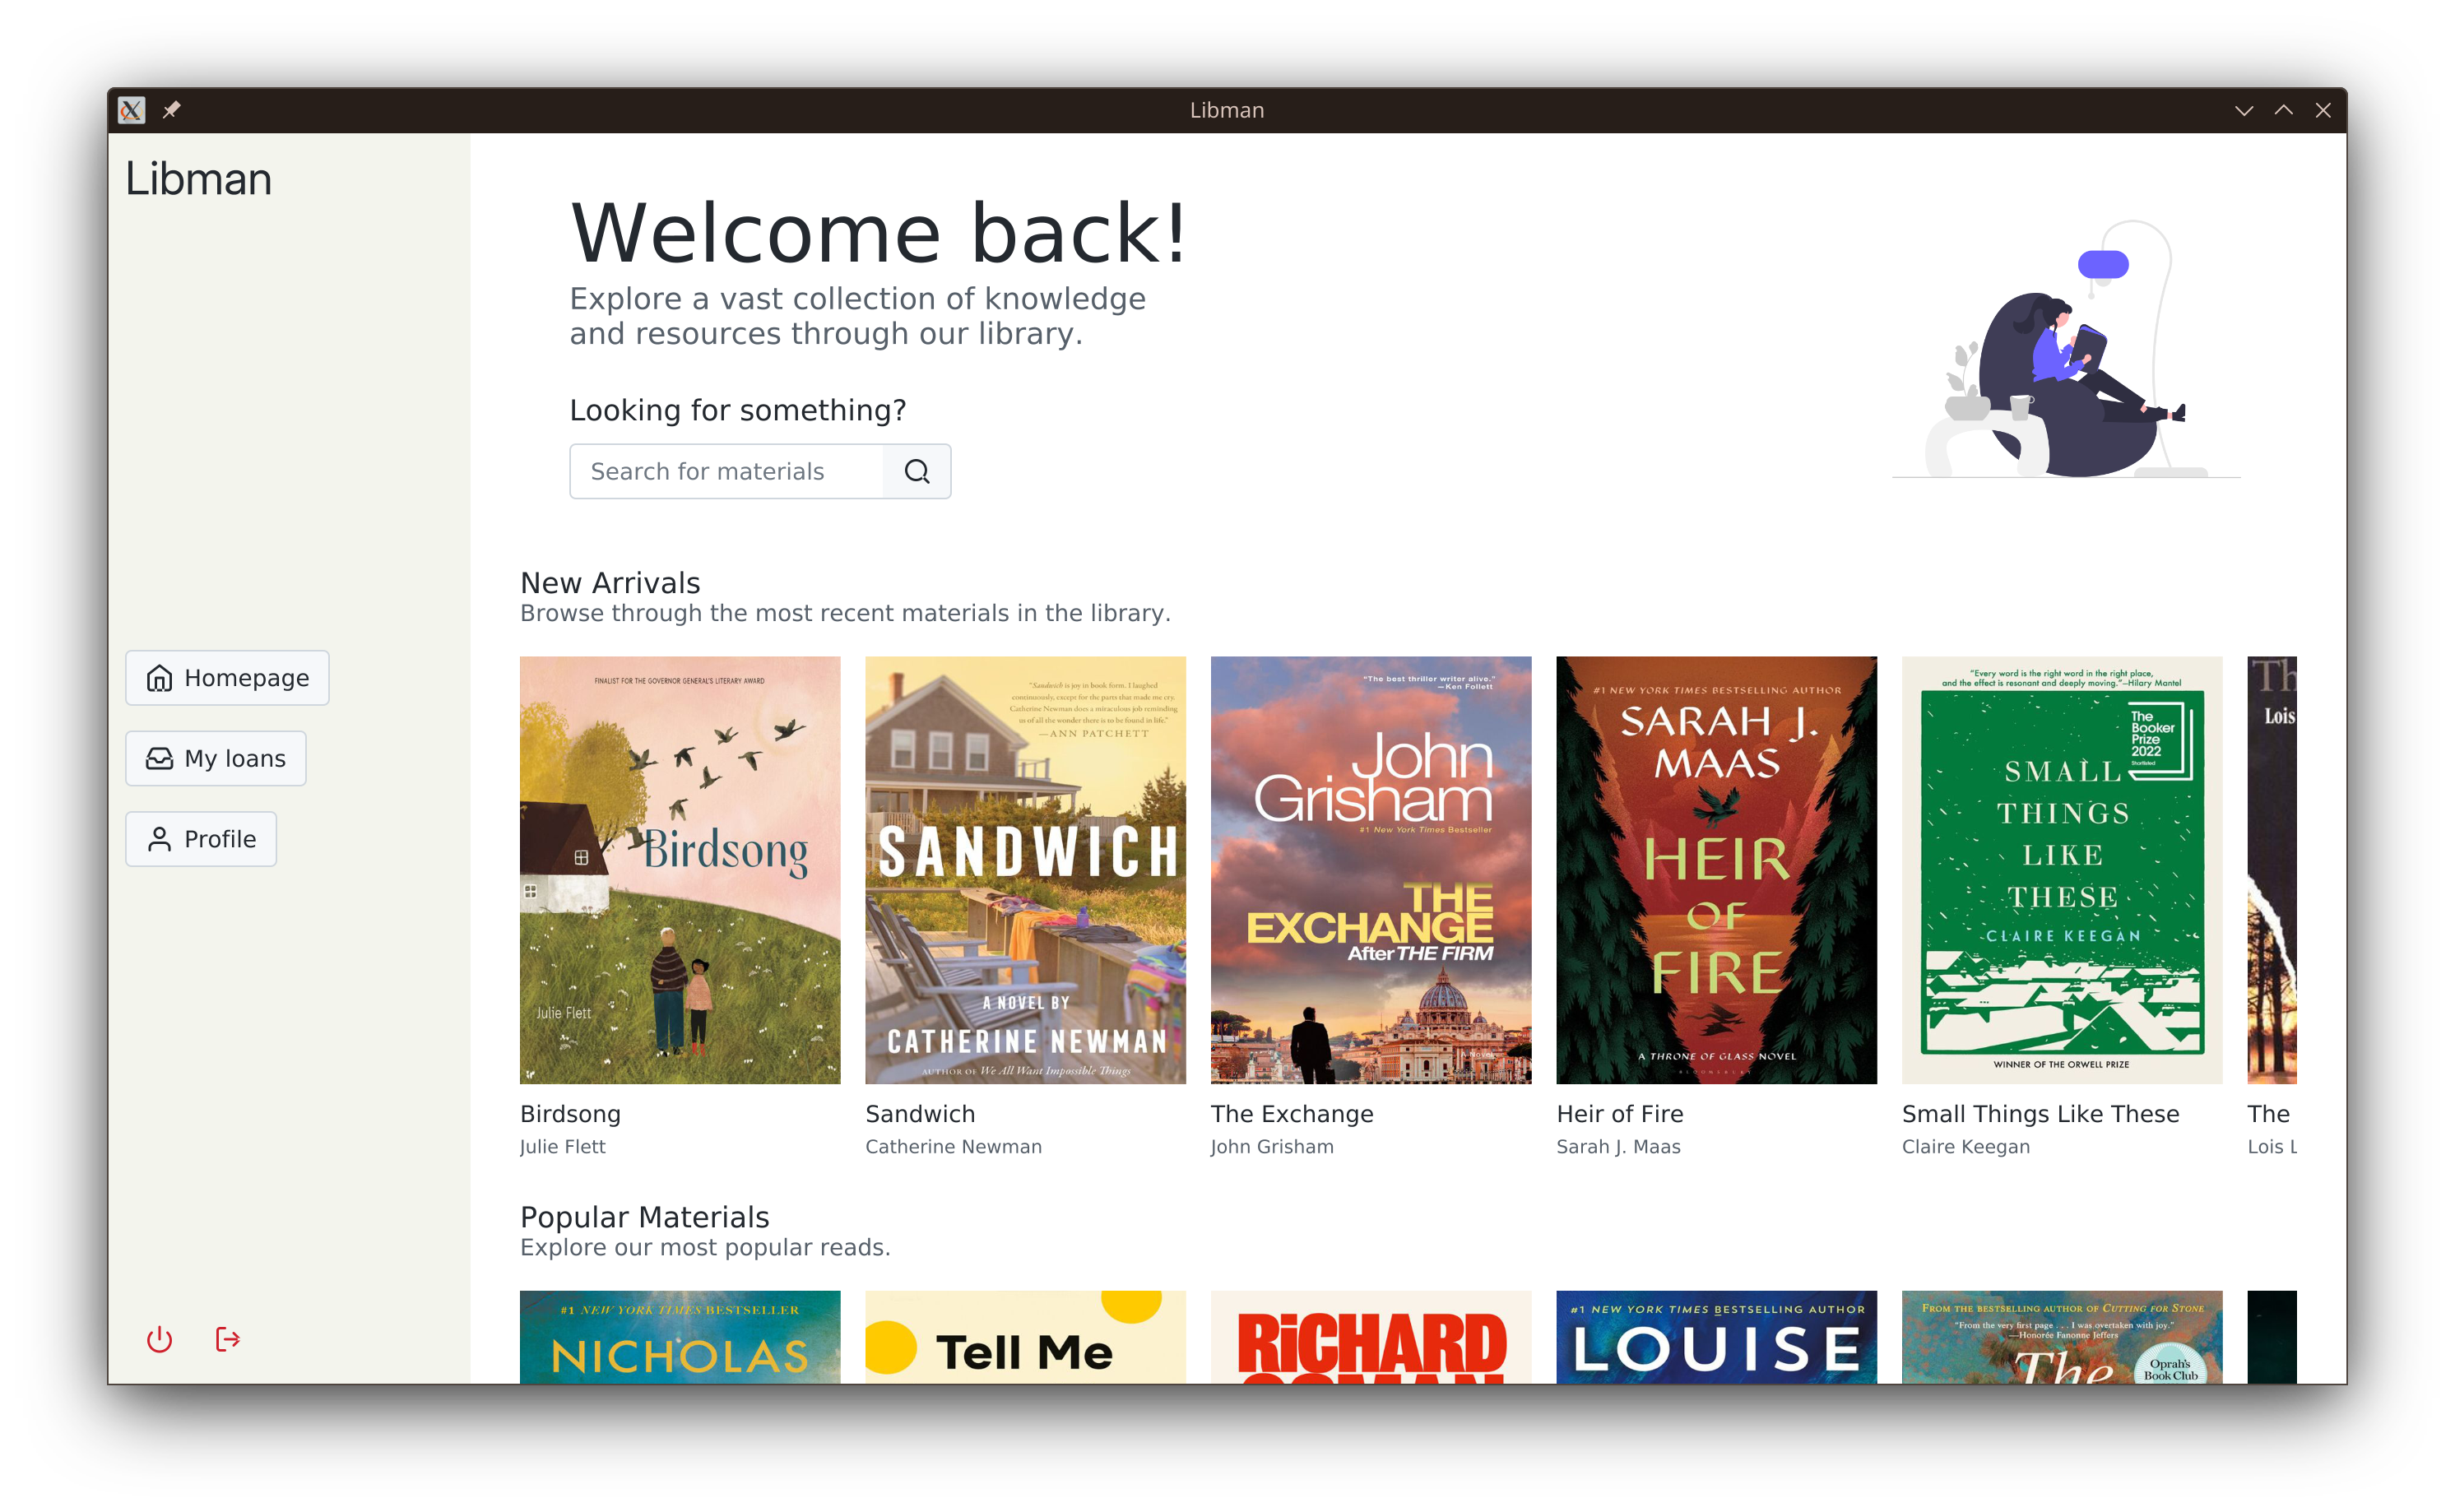 Libman
Libman
Welcome back!
Explore a vast collection of knowledge
and resources through our library.
Looking for something?
Search for materials
Homepage
My loans
Profile
New Arrivals
Browse through the most recent materials in the library.
FINALIST FOR THE GOVERNOR GENERAL'S LITERARY AWARD
Birdsong
Julie Flett
"Sandwich is joy in book form. I laughed
continuously, except for the parts that made me cry.
Catherine Newman does a miraculous job reminding
us of all the wonder there is to be found in life."
—ANN PATCHETT
SANDWICH
A NOVEL BY
CATHERINE NEWMAN
AUTHOR OF We All Want Impossible Things
"The best thriller writer alive."
—Ken Follett
John
Grisham
#1 New York Times Bestseller
THE
EXCHANGE
After THE FIRM
A Novel
#1 NEW YORK TIMES BESTSELLING AUTHOR
SARAH J.
MAAS
HEIR
OF
FIRE
A THRONE OF GLASS NOVEL
BLOOMSBURY
"Every word is the right word in the right place,
and the effect is resonant and deeply moving."—Hilary Mantel
The
Booker
Prize
2022
Shortlisted
SMALL
THINGS
LIKE
THESE
CLAIRE KEEGAN
WINNER OF THE ORWELL PRIZE
Th
Lois
Birdsong
Julie Flett
Sandwich
Catherine Newman
The Exchange
John Grisham
Heir of Fire
Sarah J. Maas
Small Things Like These
Claire Keegan
The
Lois L
Popular Materials
Explore our most popular reads.
#1 NEW YORK TIMES BESTSELLER
NICHOLAS
Tell Me
RiCHARD
OSMAN
#1 NEW YORK TIMES BESTSELLING AUTHOR
LOUISE
FROM THE BESTSELLING AUTHOR OF CUTTING FOR STONE
"From the very first page . . . I was overtaken with joy."
—Honorée Fanonne Jeffers
The
Oprah's
Book Club